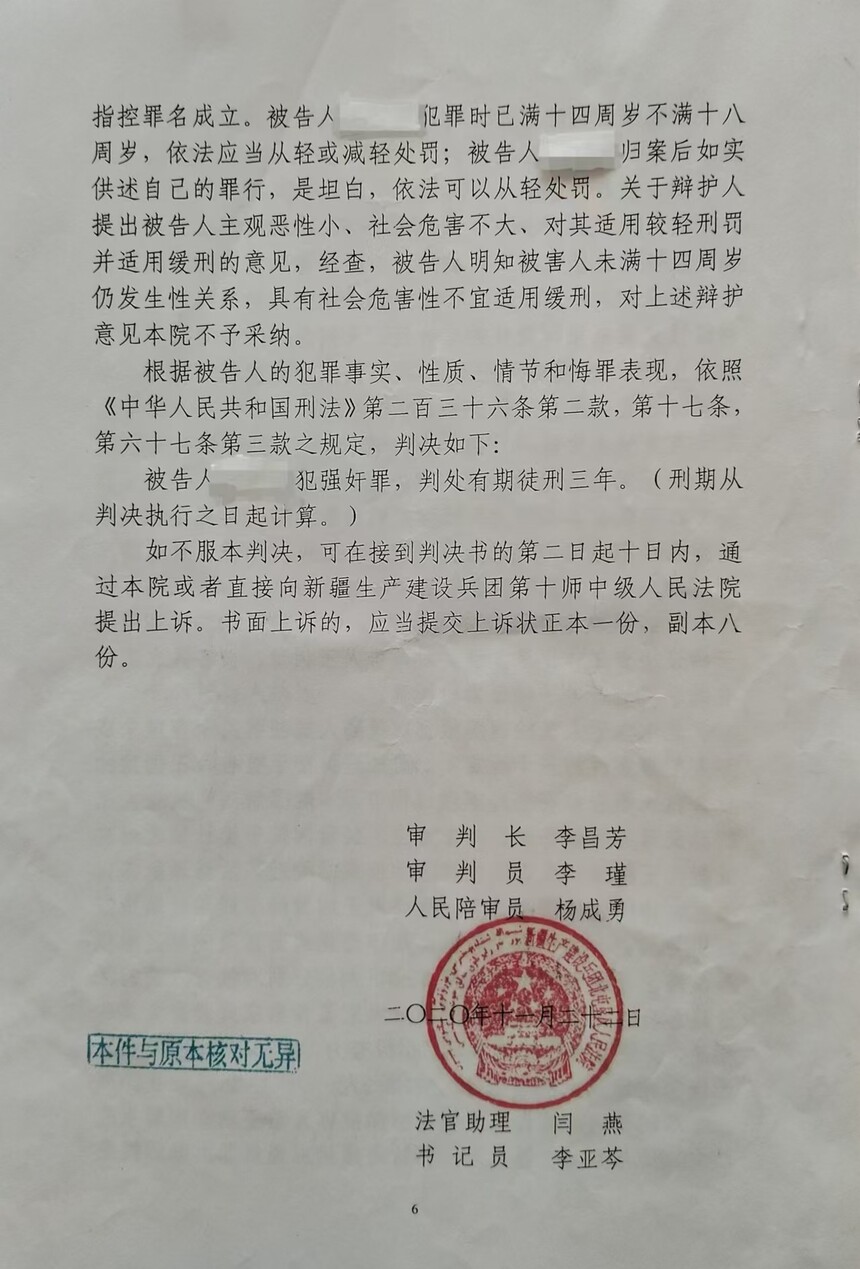 指控罪名成立。被告人 犯罪时已满十四周岁不满十八
周岁，依法应当从轻或减轻处罚；被告人 归案后如实
供述自己的罪行，是坦白，依法可以从轻处罚。关于辩护人
提出被告人主观恶性小、社会危害不大、对其适用较轻刑罚
并适用缓刑的意见，经查，被告人明知被害人未满十四周岁
仍发生性关系，具有社会危害性不宜适用缓刑，对上述辩护
意见本院不予采纳。
根据被告人的犯罪事实、性质、情节和悔罪表现，依照
《中华人民共和国刑法》第二百三十六条第二款，第十七条，
第六十七条第三款之规定，判决如下：
被告人 犯强奸罪，判处有期徒刑三年。（刑期从
判决执行之日起计算。）
如不服本判决，可在接到判决书的第二日起十日内，通
过本院或者直接向新疆生产建设兵团第十师中级人民法院
提出上诉。书面上诉的，应当提交上诉状正本一份，副本八
份。
审 判 长 李昌芳
审 判 员 李 瑾
人民陪审员 杨成勇
二〇二〇年十一月二十二日
本件与原本核对无异
法官助理 闫 燕
书 记 员 李亚芩
6